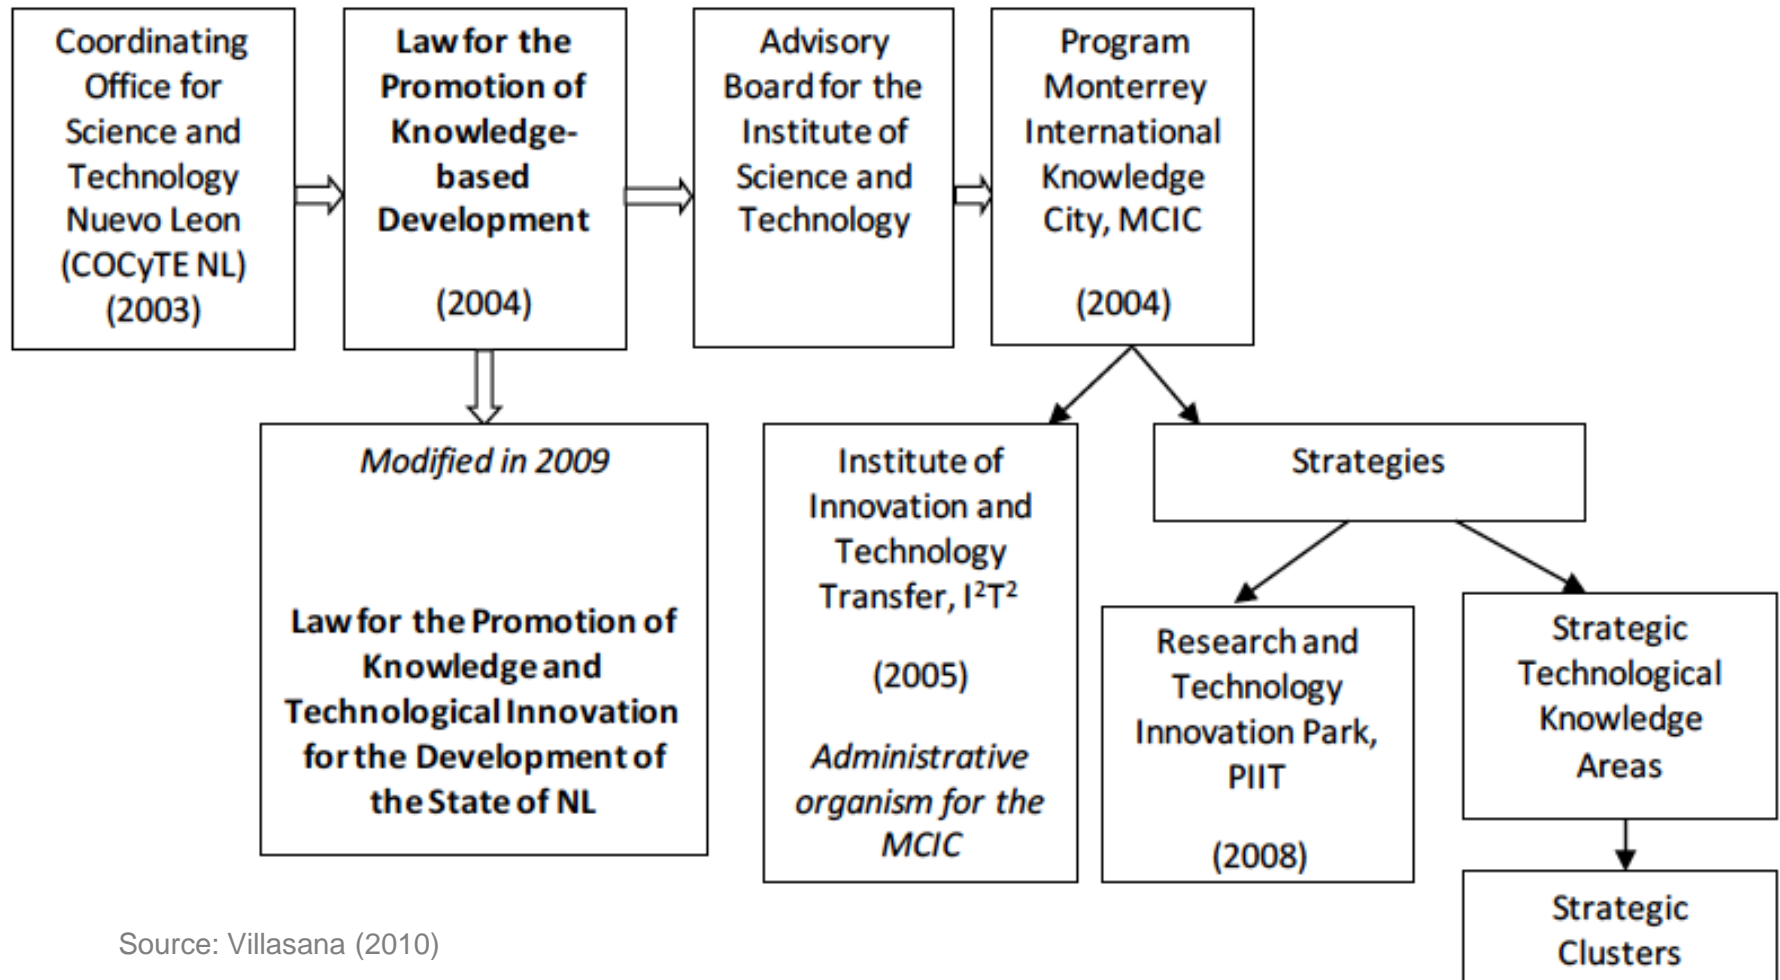 Coordinating
Office for
Science and
Technology
Nuevo Leon
(COCyTE NL)
(2003)
Law for the
Promotion of
Knowledge-
based
Development
(2004)
Advisory
Board for the
Institute of
Science and
Technology
Program
Monterrey
International
Knowledge
City, MCIC
(2004)
Modified in 2009
Law for the Promotion of
Knowledge and
Technological Innovation
for the Development of
the State of NL
Institute of
Innovation and
Technology
Transfer, I²T²
(2005)
Administrative
organism for the
MCIC
Strategies
Research and
Technology
Innovation Park,
PIIT
(2008)
Strategic
Technological
Knowledge
Areas
Strategic
Clusters
Source: Villasana (2010)